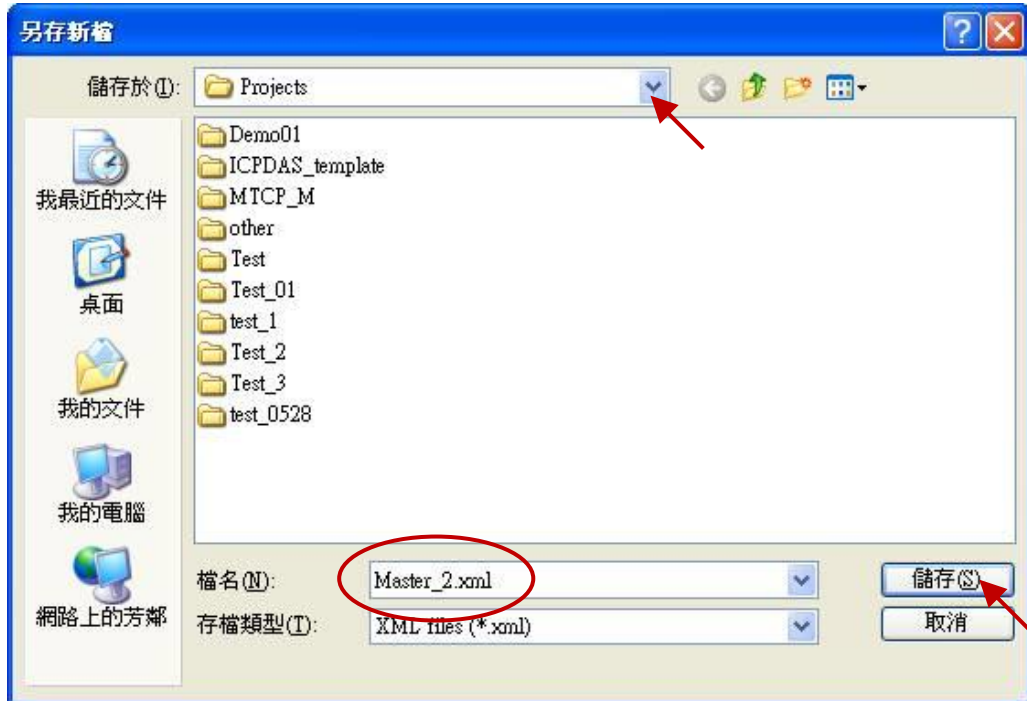 另存新檔
儲存於(I): Projects
Demo01
ICPDAS_template
MTCP_M
other
Test
Test_01
test_1
Test_2
Test_3
test_0528
我最近的文件
桌面
我的文件
我的電腦
網路上的芳鄰
檔名(N): Master_2.xml 儲存(S)
存檔類型(T): XML files (*.xml) 取消